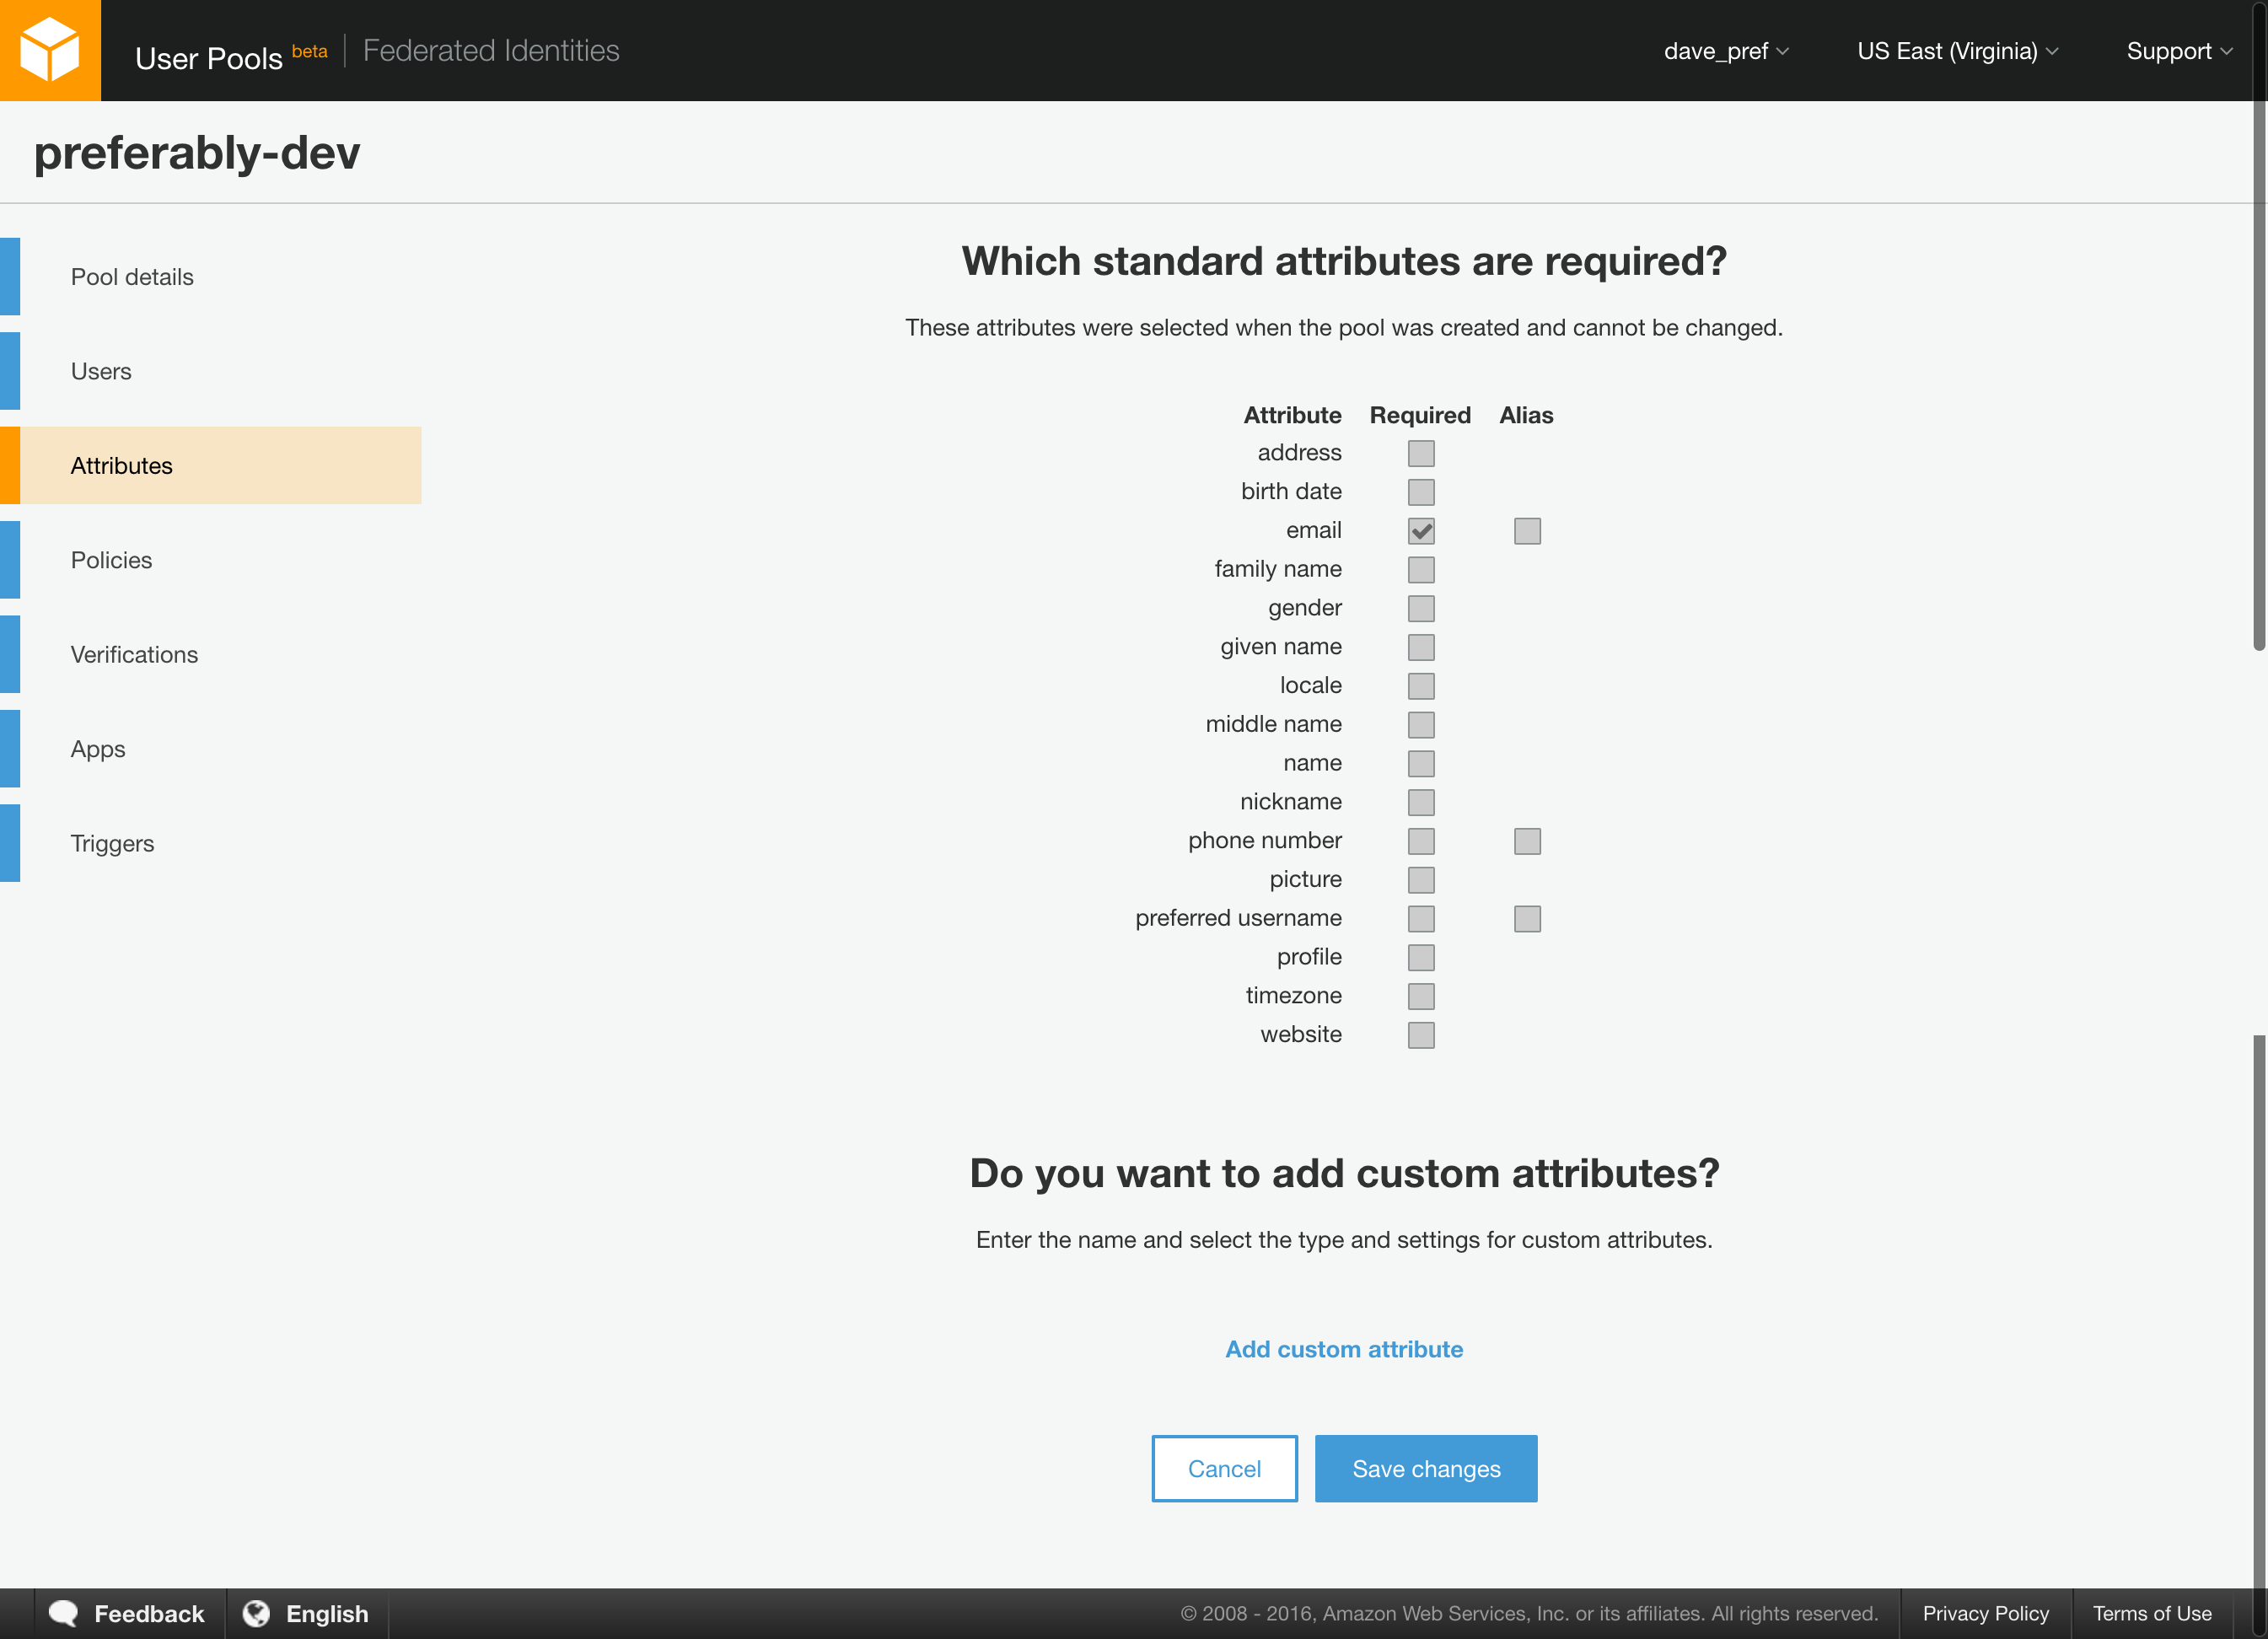 User Pools beta | Federated Identities dave_pref US East (Virginia) Support
preferably-dev
Pool details
Users
Attributes
Policies
Verifications
Apps
Triggers
Which standard attributes are required?
These attributes were selected when the pool was created and cannot be changed.
Attribute Required Alias
address
birth date
email
family name
gender
given name
locale
middle name
name
nickname
phone number
picture
preferred username
profile
timezone
website
Do you want to add custom attributes?
Enter the name and select the type and settings for custom attributes.
Add custom attribute
Cancel Save changes
Feedback English © 2008 - 2016, Amazon Web Services, Inc. or its affiliates. All rights reserved. Privacy Policy Terms of Use